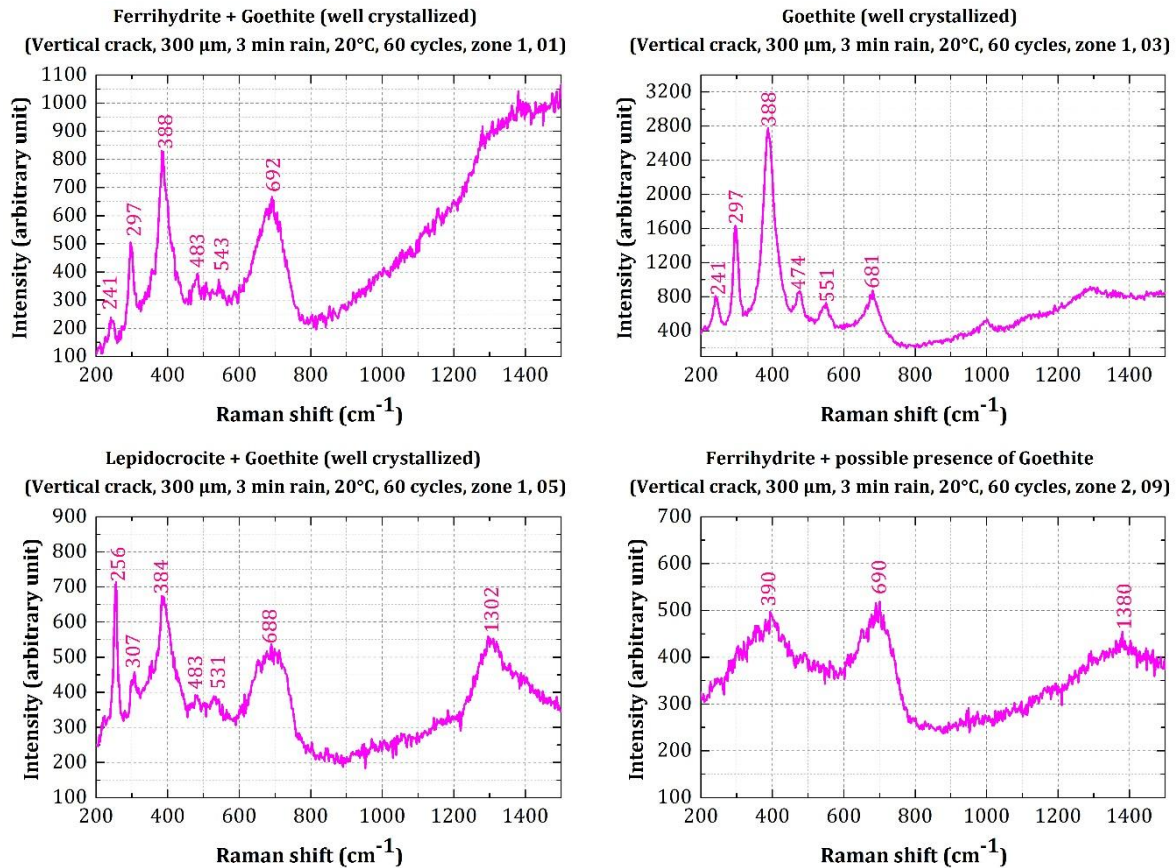 Ferrihydrite + Goethite (well crystallized)
(Vertical crack, 300 μm, 3 min rain, 20°C, 60 cycles, zone 1, 01)
1100
1000
900
800
700
600
500
400
300
200
100
Intensity (arbitrary unit)
241
297
388
483
543
692
200 400 600 800 1000 1200 1400
Raman shift (cm⁻¹)
Goethite (well crystallized)
(Vertical crack, 300 μm, 3 min rain, 20°C, 60 cycles, zone 1, 03)
3200
2800
2400
2000
1600
1200
800
400
Intensity (arbitrary unit)
241
297
388
474
551
681
200 400 600 800 1000 1200 1400
Raman shift (cm⁻¹)
Lepidocrocite + Goethite (well crystallized)
(Vertical crack, 300 μm, 3 min rain, 20°C, 60 cycles, zone 1, 05)
900
800
700
600
500
400
300
200
100
Intensity (arbitrary unit)
256
307
384
483
531
688
1302
200 400 600 800 1000 1200 1400
Raman shift (cm⁻¹)
Ferrihydrite + possible presence of Goethite
(Vertical crack, 300 μm, 3 min rain, 20°C, 60 cycles, zone 2, 09)
700
600
500
400
300
200
100
Intensity (arbitrary unit)
390
690
1380
200 400 600 800 1000 1200 1400
Raman shift (cm⁻¹)